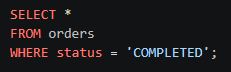 SELECT *
FROM orders
WHERE status = 'COMPLETED';